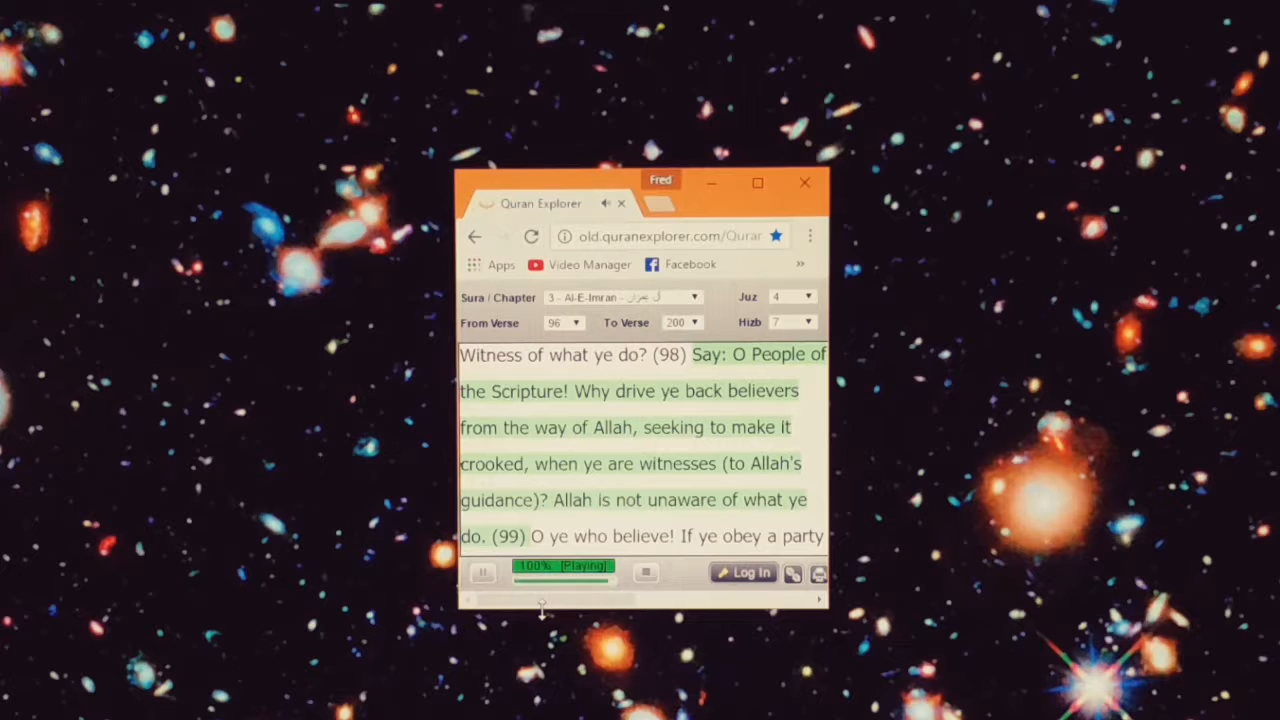 Fred
Quran Explorer
old.quranexplorer.com/Qurar
Apps Video Manager Facebook »
Sura / Chapter 3 - Al-E-Imran - آل عمران Juz 4
From Verse 96 To Verse 200 Hizb 7
Witness of what ye do? (98) Say: O People of
the Scripture! Why drive ye back believers
from the way of Allah, seeking to make it
crooked, when ye are witnesses (to Allah's
guidance)? Allah is not unaware of what ye
do. (99) O ye who believe! If ye obey a party
100% [Playing]
Log In